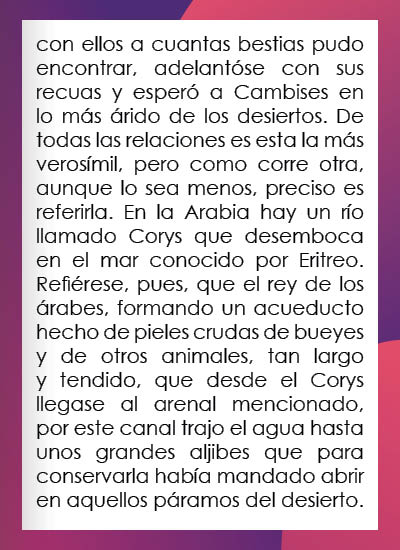 con ellos a cuantas bestias pudo
encontrar, adelantóse con sus
recuas y esperó a Cambises en
lo más árido de los desiertos. De
todas las relaciones es esta la más
verosímil, pero como corre otra,
aunque lo sea menos, preciso es
referirla. En la Arabia hay un río
llamado Corys que desemboca
en el mar conocido por Eritreo.
Refiérese, pues, que el rey de los
árabes, formando un acueducto
hecho de pieles crudas de bueyes
y de otros animales, tan largo
y tendido, que desde el Corys
llegase al arenal mencionado,
por este canal trajo el agua hasta
unos grandes aljibes que para
conservarla había mandado abrir
en aquellos páramos del desierto.